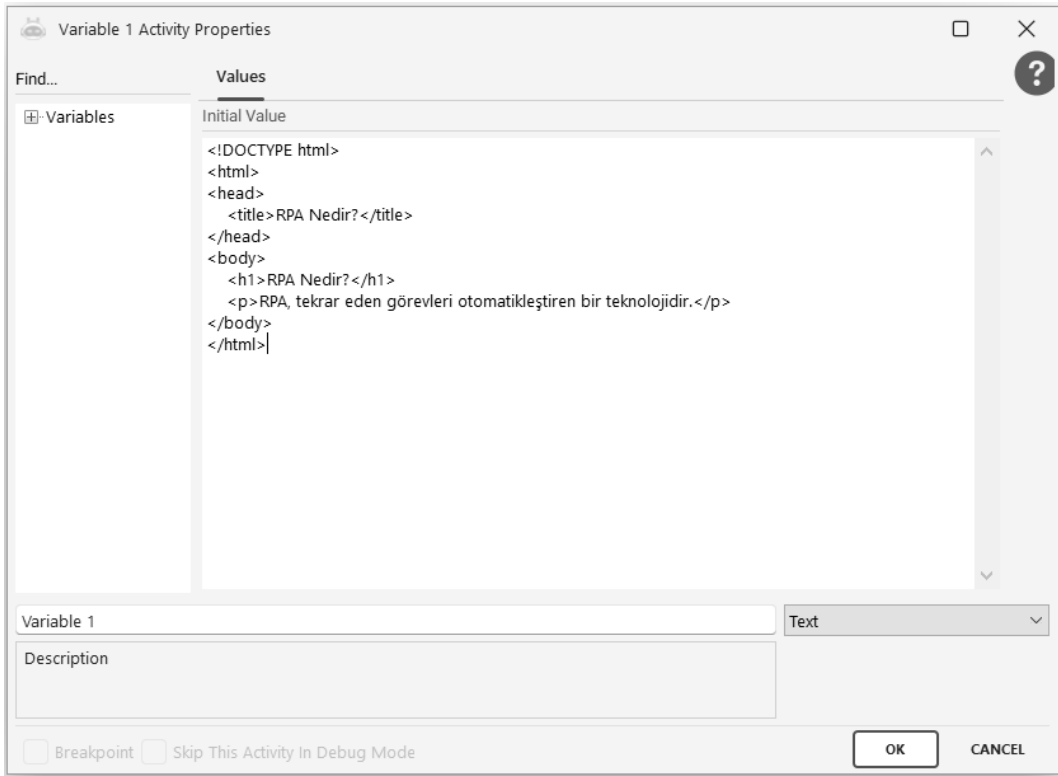 Variable 1 Activity Properties
Find...
Values
?
Variables
Initial Value
<!DOCTYPE html>
<html>
<head>
<title>RPA Nedir?</title>
</head>
<body>
<h1>RPA Nedir?</h1>
<p>RPA, tekrar eden görevleri otomatikleştiren bir teknolojidir.</p>
</body>
</html>
Variable 1
Text
Description
Breakpoint
Skip This Activity In Debug Mode
OK
CANCEL